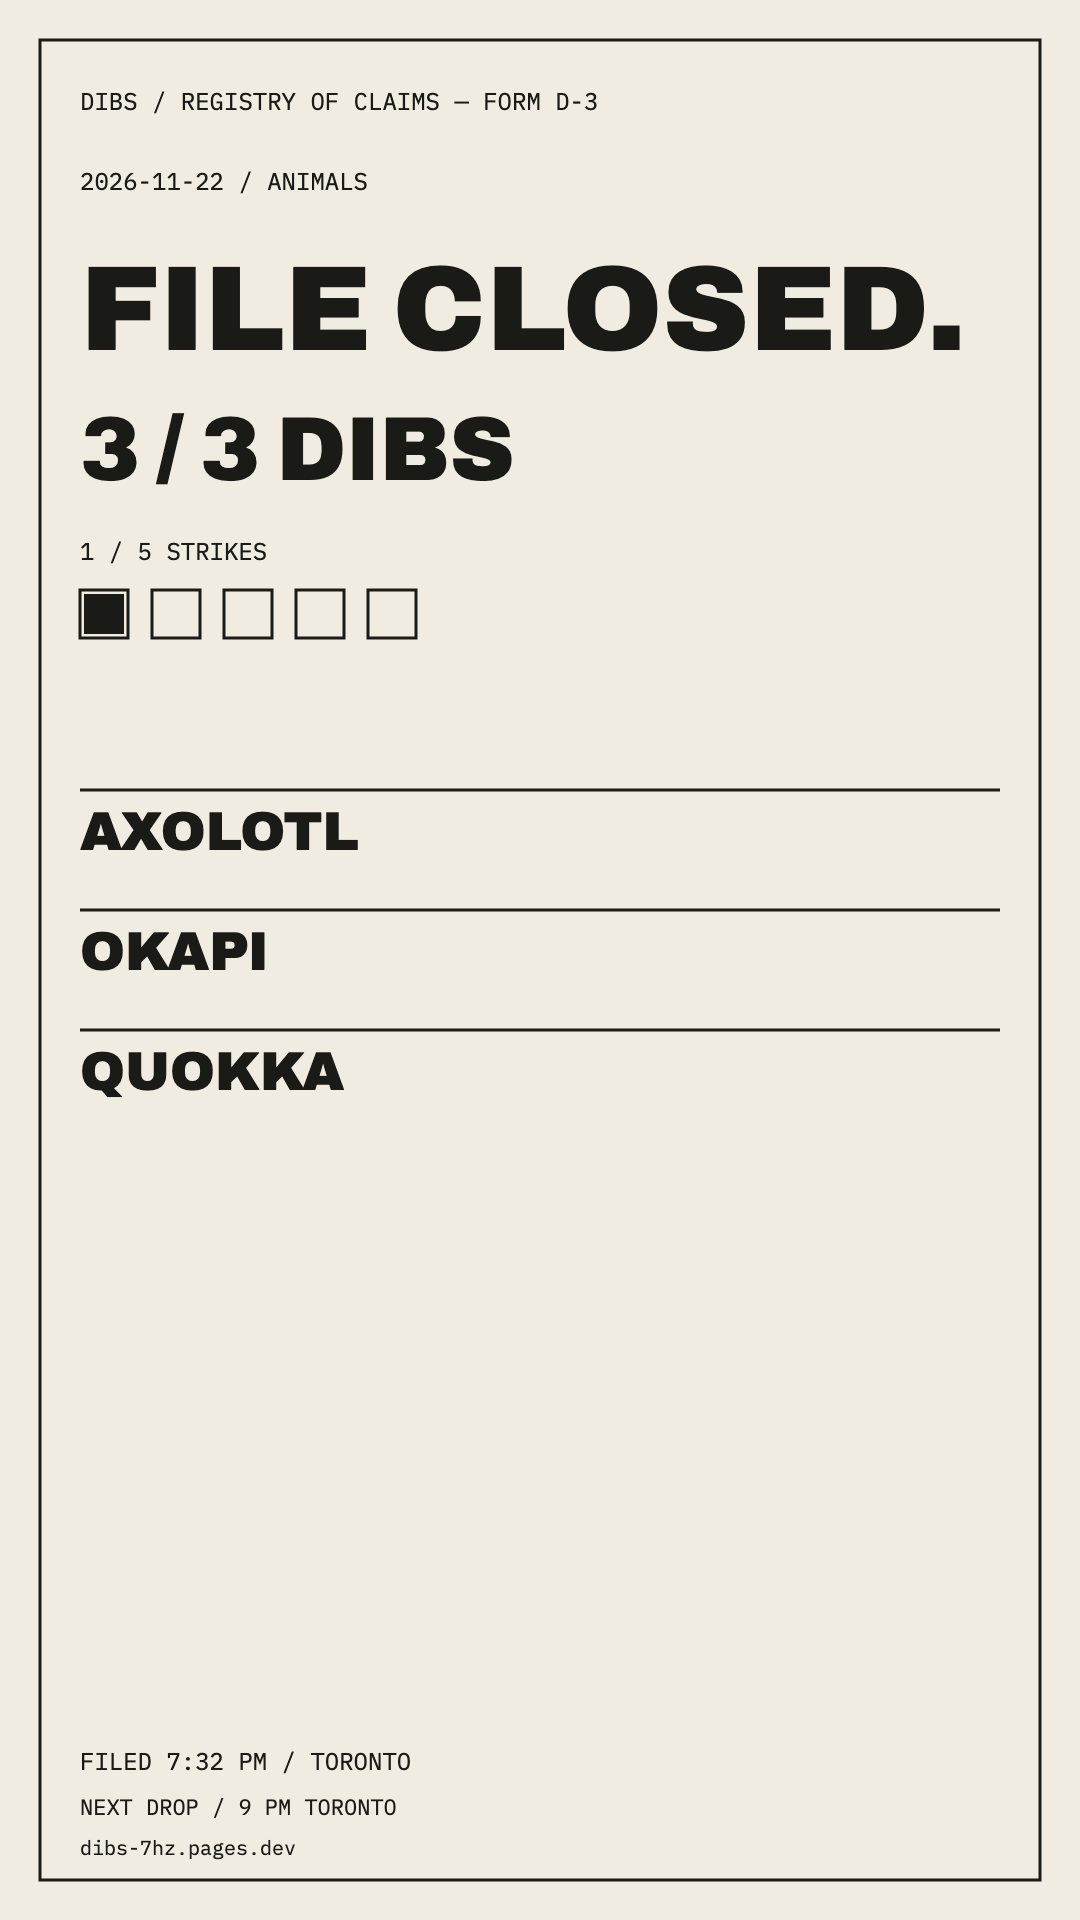 DIBS / REGISTRY OF CLAIMS — FORM D-3
2026-11-22 / ANIMALS
FILE CLOSED.
3 / 3 DIBS
1 / 5 STRIKES
AXOLOTL
OKAPI
QUOKKA
FILED 7:32 PM / TORONTO
NEXT DROP / 9 PM TORONTO
dibs-7hz.pages.dev